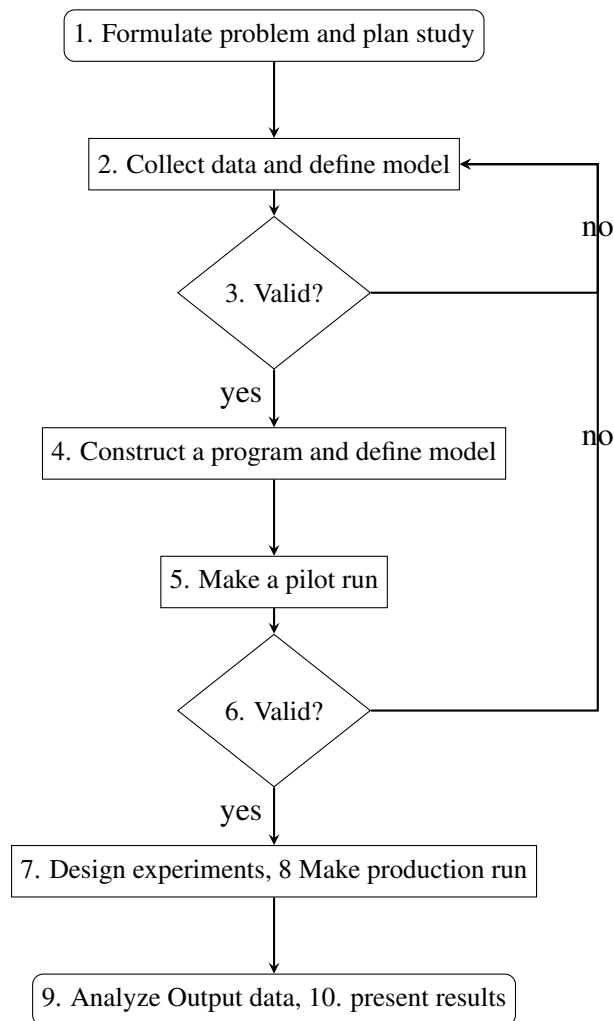 1. Formulate problem and plan study
2. Collect data and define model
no
3. Valid?
yes
4. Construct a program and define model
no
5. Make a pilot run
6. Valid?
yes
7. Design experiments, 8 Make production run
9. Analyze Output data, 10. present results